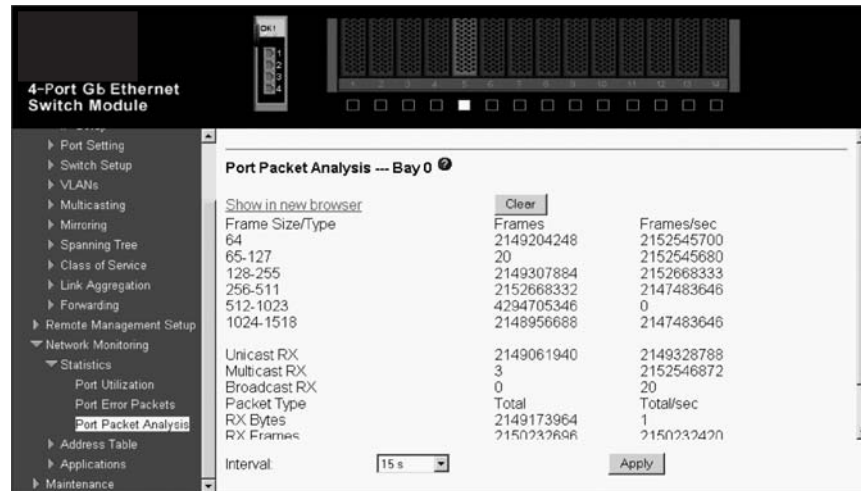 OK!
1
2
3
4
4-Port Gb Ethernet
Switch Module
1 2 3 4 5 6 7 8 9 10 11 12 13 14
Port Setting
Switch Setup
VLANs
Multicasting
Mirroring
Spanning Tree
Class of Service
Link Aggregation
Forwarding
Remote Management Setup
Network Monitoring
Statistics
Port Utilization
Port Error Packets
Port Packet Analysis
Address Table
Applications
Maintenance
Port Packet Analysis --- Bay 0 ?
Show in new browser Clear
Frame Size/Type Frames Frames/sec
64 2149204248 2152545700
65-127 20 2152545680
128-255 2149307884 2152668333
256-511 2152668332 2147483646
512-1023 4294705346 0
1024-1518 2148956688 2147483646
Unicast RX 2149061940 2149328788
Multicast RX 3 2152546872
Broadcast RX 0 20
Packet Type Total Total/sec
RX Bytes 2149173964 1
RX Frames 2150232696 2150232420
Interval: 15 s Apply